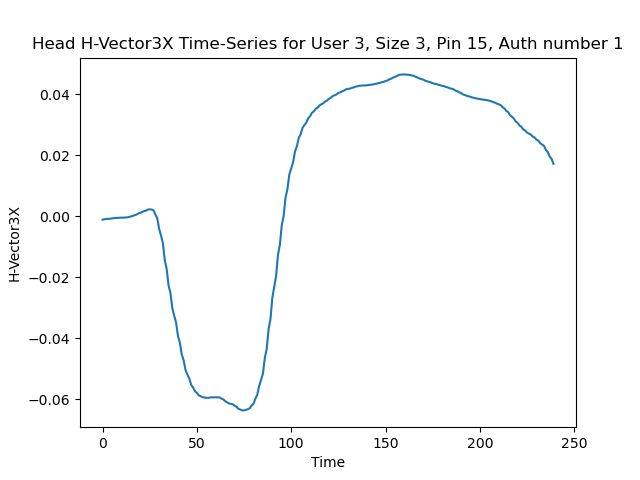 Head H-Vector3X Time-Series for User 3, Size 3, Pin 15, Auth number 1
0.04
0.02
0.00
−0.02
−0.04
−0.06
H-Vector3X
0 50 100 150 200 250
Time